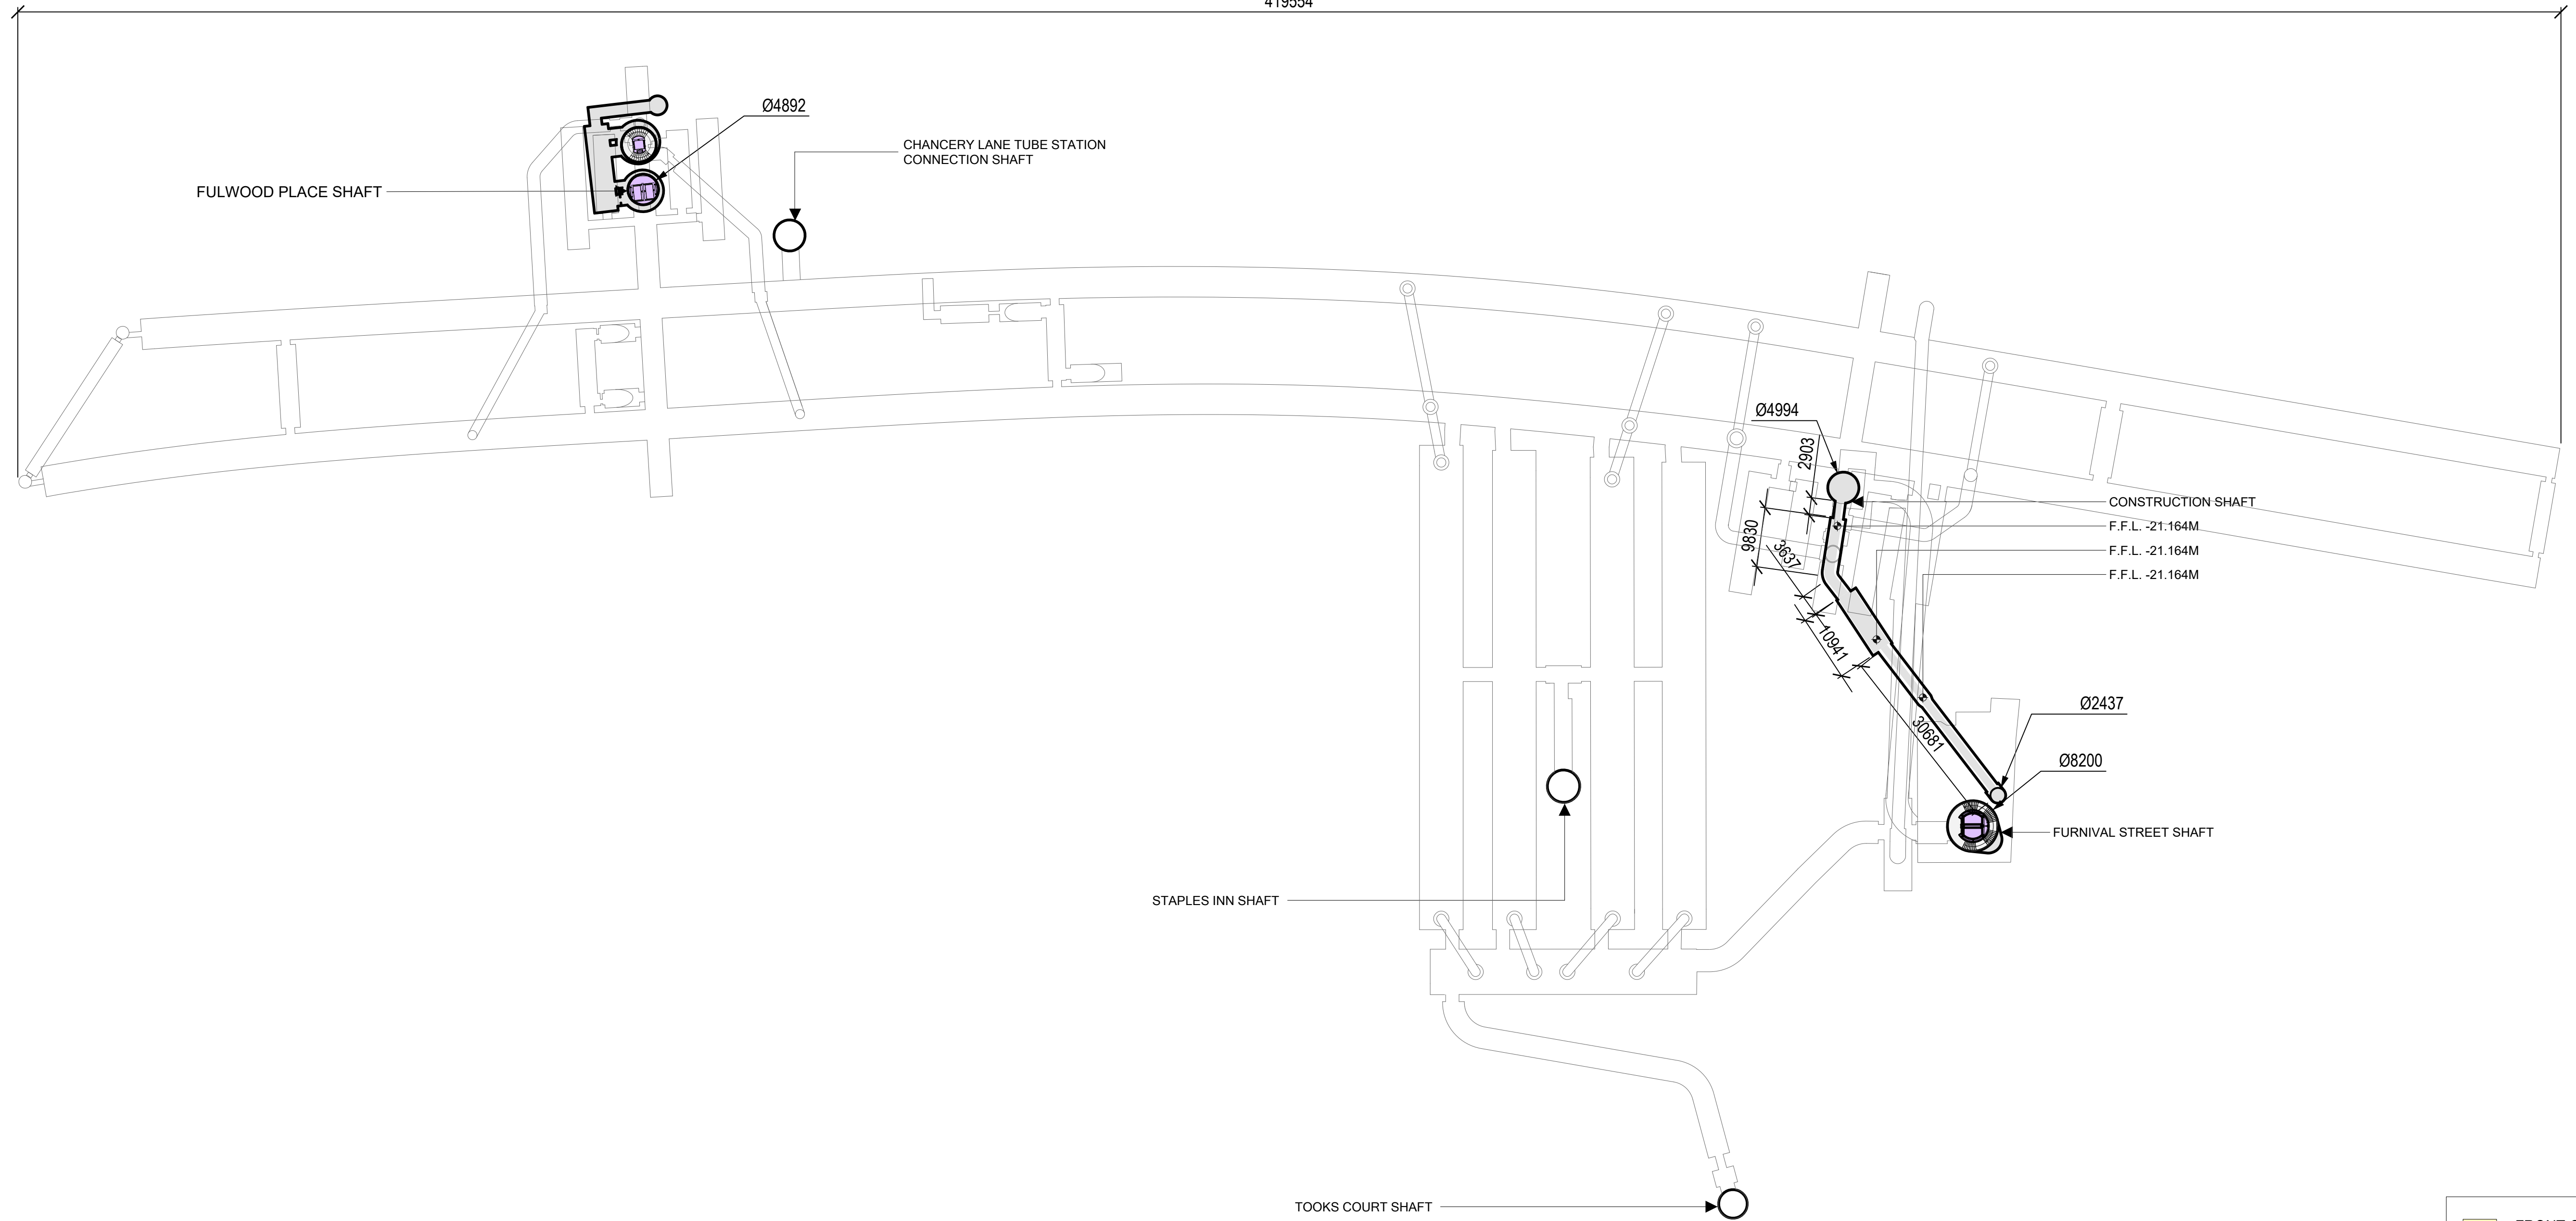 419554
Ø4892
CHANCERY LANE TUBE STATION
CONNECTION SHAFT
FULWOOD PLACE SHAFT
Ø4994
2903
CONSTRUCTION SHAFT
9830
F.F.L. -21.164M
3637
F.F.L. -21.164M
F.F.L. -21.164M
10941
Ø2437
30681
Ø8200
FURNIVAL STREET SHAFT
STAPLES INN SHAFT
TOOKS COURT SHAFT